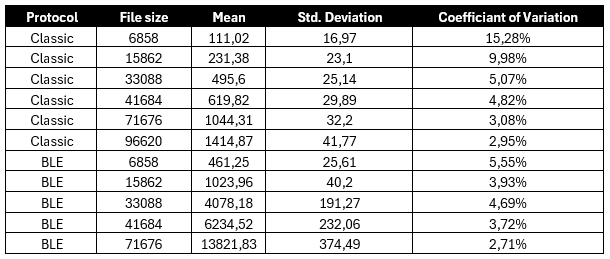 Protocol File size Mean Std. Deviation Coefficiant of Variation
Classic 6858 111,02 16,97 15,28%
Classic 15862 231,38 23,1 9,98%
Classic 33088 495,6 25,14 5,07%
Classic 41684 619,82 29,89 4,82%
Classic 71676 1044,31 32,2 3,08%
Classic 96620 1414,87 41,77 2,95%
BLE 6858 461,25 25,61 5,55%
BLE 15862 1023,96 40,2 3,93%
BLE 33088 4078,18 191,27 4,69%
BLE 41684 6234,52 232,06 3,72%
BLE 71676 13821,83 374,49 2,71%